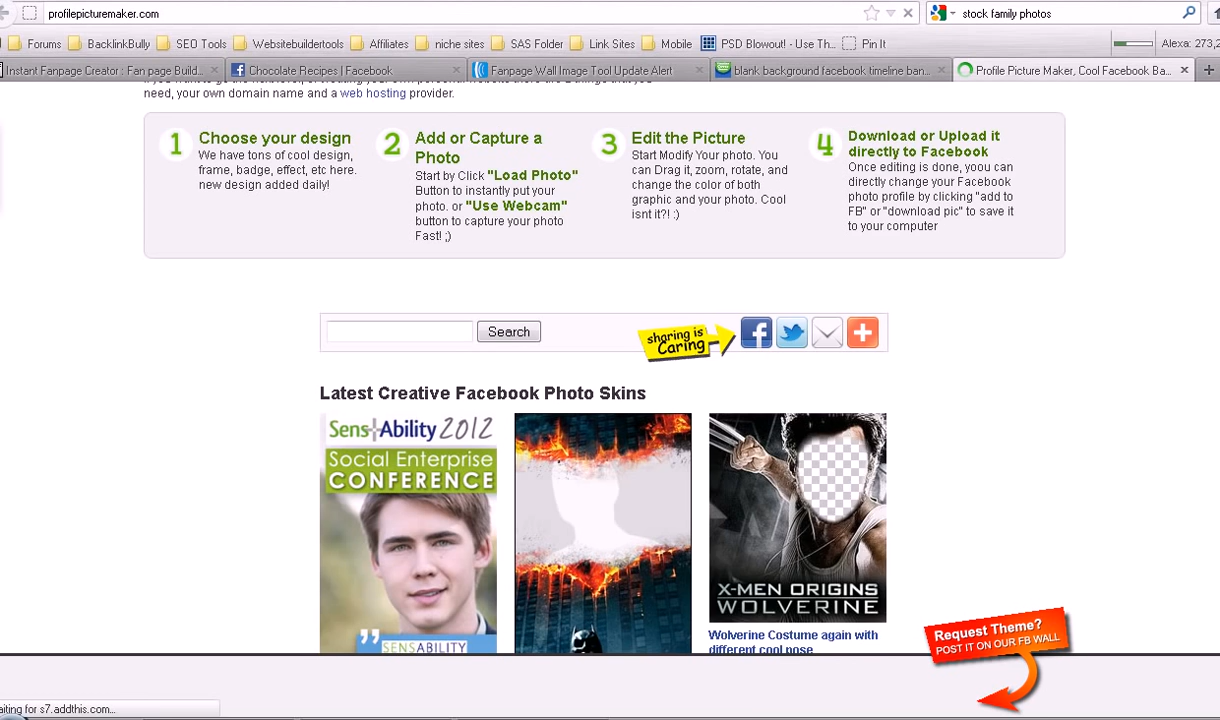 profilepicturemaker.com
stock family photos
Forums
BacklinkBully
SEO Tools
Websitebuildertools
Affiliates
niche sites
SAS Folder
Link Sites
Mobile
PSD Blowout! - Use Th...
Pin It
Alexa: 273,2
Instant Fanpage Creator : Fan page Build...
Chocolate Recipes | Facebook
Fanpage Wall Image Tool Update Alert
blank background facebook timeline ban...
Profile Picture Maker, Cool Facebook Ba...
need, your own domain name and a web hosting provider.
1
Choose your design
We have tons of cool design,
frame, badge, effect, etc here.
new design added daily!
2
Add or Capture a
Photo
Start by Click "Load Photo"
Button to instantly put your
photo. or "Use Webcam"
button to capture your photo
Fast! ;)
3
Edit the Picture
Start Modify Your photo. You
can Drag it, zoom, rotate, and
change the color of both
graphic and your photo. Cool
isnt it?! :)
4
Download or Upload it
directly to Facebook
Once editing is done, yoou can
directly change your Facebook
photo profile by clicking "add to
FB" or "download pic" to save it
to your computer
Search
sharing is
Caring
Latest Creative Facebook Photo Skins
Sens+Ability 2012
Social Enterprise
CONFERENCE
SENSABILITY
X-MEN ORIGINS
WOLVERINE
Wolverine Costume again with
different cool pose
Request Theme?
POST IT ON OUR FB WALL
aiting for s7.addthis.com...